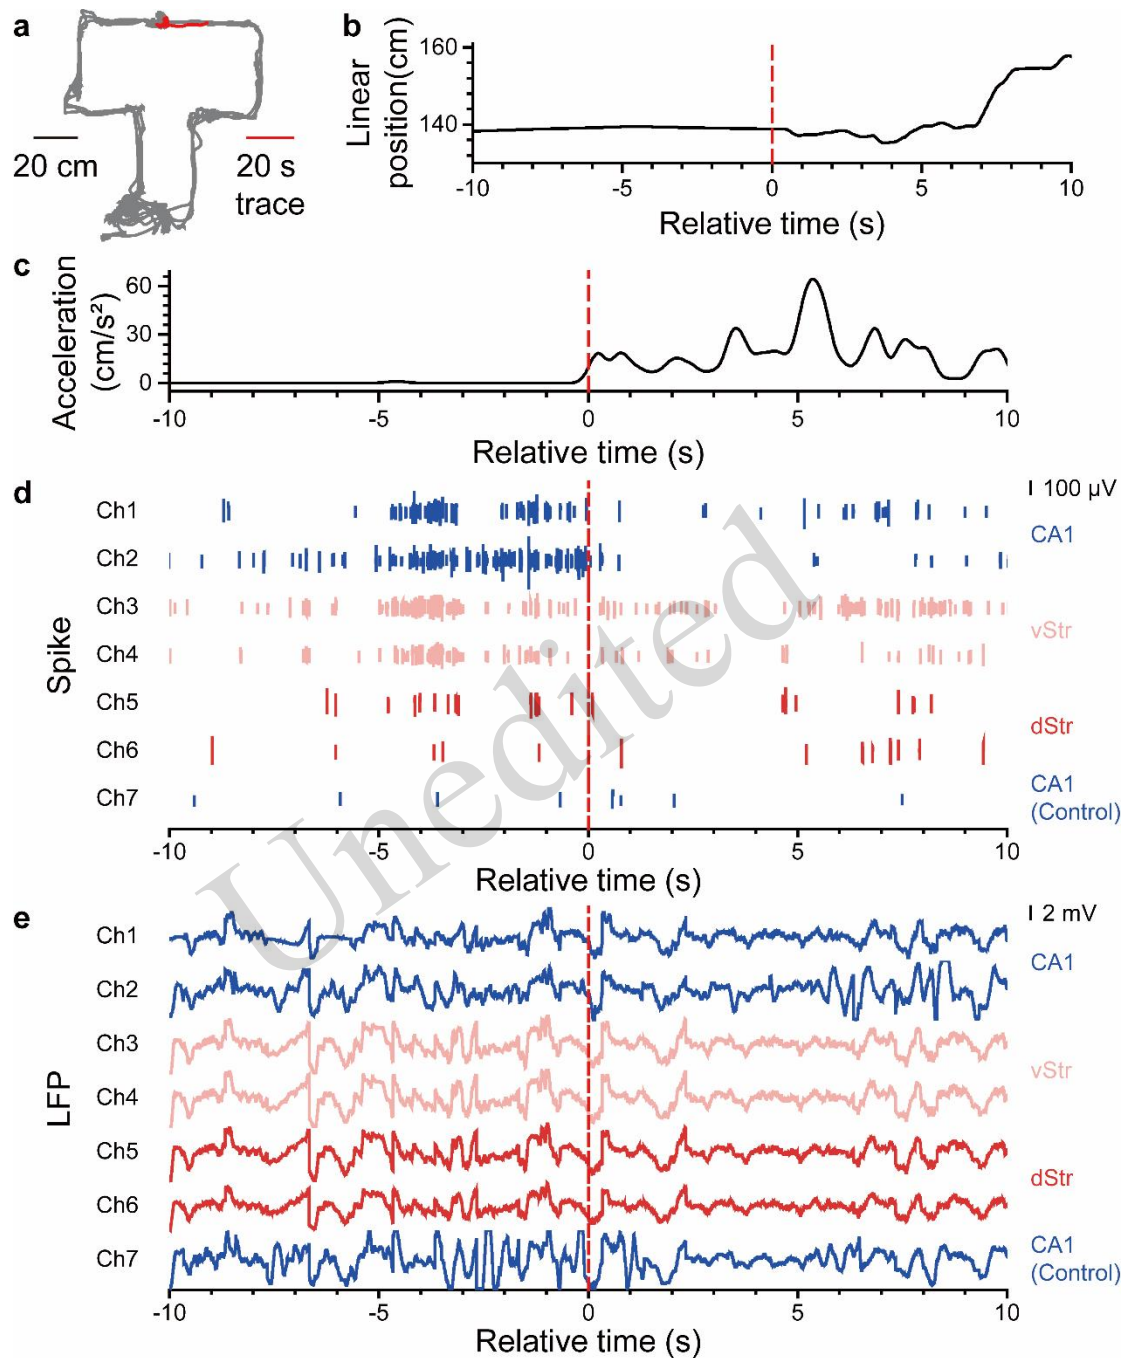 a
20 cm
20 s
trace
b
Linear
position(cm)
160
140
-10
-5
0
5
10
Relative time (s)
c
Acceleration
(cm/s²)
60
30
0
-10
-5
0
5
10
Relative time (s)
d
Spike
Ch1
Ch2
Ch3
Ch4
Ch5
Ch6
Ch7
100 μV
CA1
vStr
dStr
CA1
(Control)
-10
-5
0
5
10
Relative time (s)
Unedited
e
LFP
Ch1
Ch2
Ch3
Ch4
Ch5
Ch6
Ch7
2 mV
CA1
vStr
dStr
CA1
(Control)
-10
-5
0
5
10
Relative time (s)